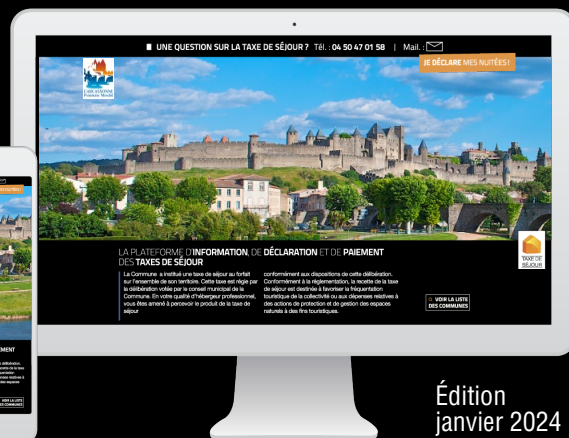 UNE QUESTION SUR LA TAXE DE SÉJOUR ? Tél. : 04 50 47 01 58 | Mail. :
JE DÉCLARE MES NUITÉES !
CARCASSONNE
LA PLATEFORME D'INFORMATION, DE DÉCLARATION ET DE PAIEMENT
DES TAXES DE SÉJOUR
La Commune a institué une taxe de séjour au forfait
sur l'ensemble de son territoire. Cette taxe est régie par
la délibération votée par le conseil municipal de la
Commune. En votre qualité d'hébergeur professionnel,
vous êtes amené à percevoir le produit de la taxe de
séjour
conformément aux dispositions de cette délibération.
Conformément à la réglementation, la recette de la taxe
de séjour est destinée à favoriser la fréquentation
touristique de la collectivité ou aux dépenses relatives à
des actions de protection et de gestion des espaces
naturels à des fins touristiques.
TAXE DE
SÉJOUR
VOIR LA LISTE
DES COMMUNES
VOIR LA LISTE
DES COMMUNES
Édition
janvier 2024